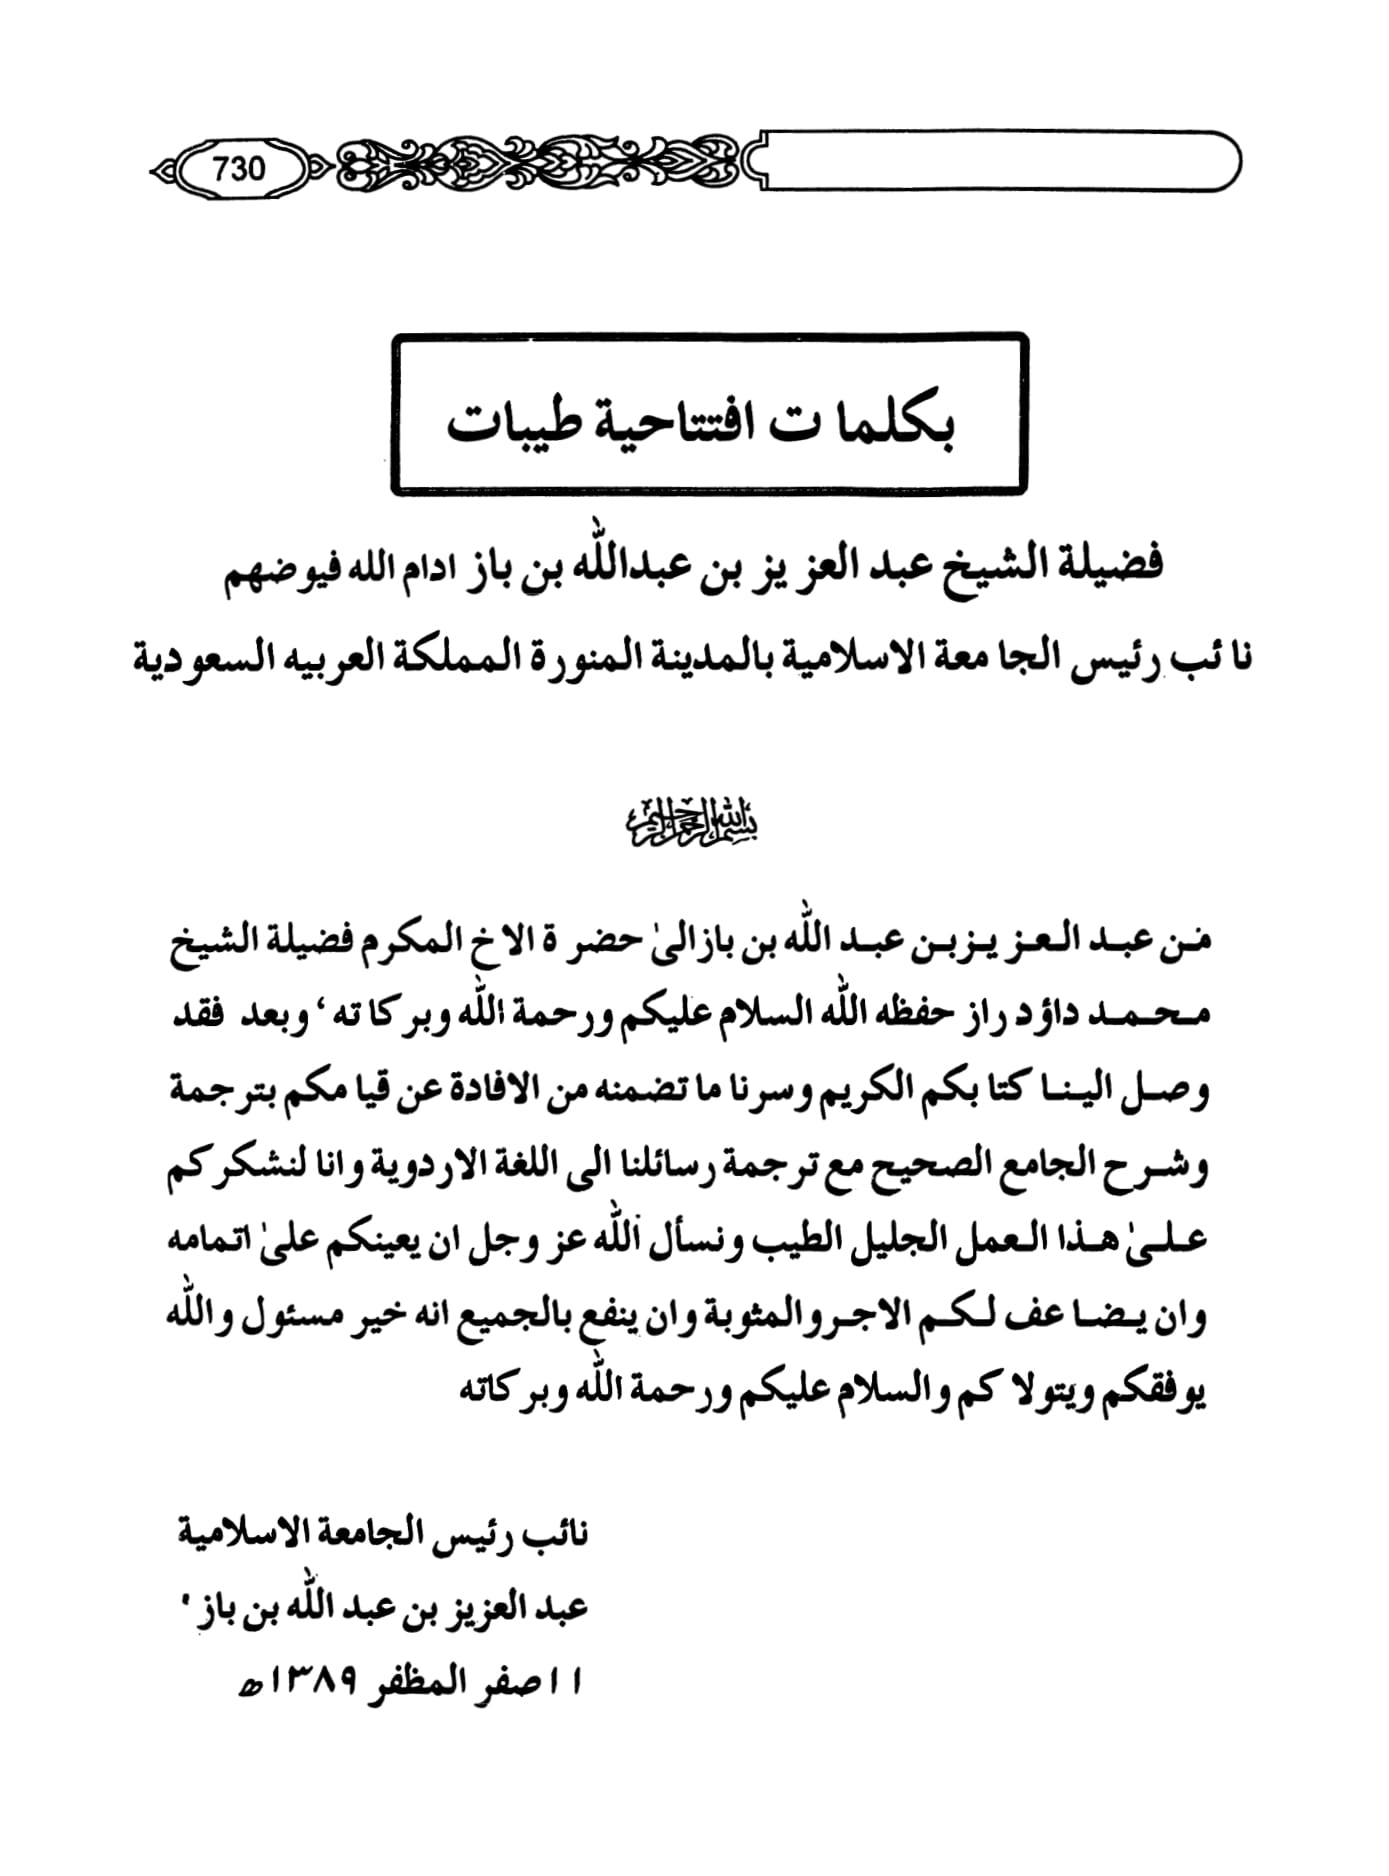 730
بكلمات افتتاحية طيبات
فضيلة الشيخ عبد العزيز بن عبدالله بن باز ادام الله فيوضهم
نائب رئيس الجامعة الاسلامية بالمدينة المنورة المملكة العربيه السعودية
بسم الله الرحمن الرحيم
من عبد العزيز بن عبد الله بن باز الىٰ حضرة الاخ المكرم فضيلة الشيخ
محمد داؤد راز حفظه الله السلام عليكم ورحمة الله وبركاته‘ وبعد فقد
وصل الينا كتابكم الكريم وسرنا ما تضمنه من الافادة عن قيامكم بترجمة
وشرح الجامع الصحيح مع ترجمة رسائلنا الى اللغة الاردوية وانا لنشكركم
علىٰ هذا العمل الجليل الطيب ونسأل الله عز وجل ان يعينكم علىٰ اتمامه
وان يضاعف لكم الاجر والمثوبة وان ينفع بالجميع انه خير مسئول والله
يوفقكم ويتولاكم والسلام عليكم ورحمة الله وبركاته
نائب رئيس الجامعة الاسلامية
عبد العزيز بن عبد الله بن باز‘
١١ صفر المظفر ١٣٨٩ھ